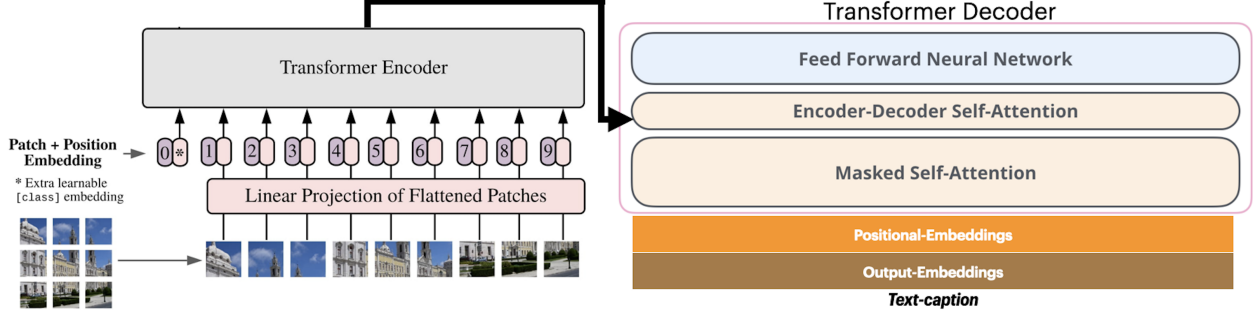 Transformer Decoder
Transformer Encoder
Feed Forward Neural Network
Encoder-Decoder Self-Attention
Masked Self-Attention
Patch + Position
Embedding
0 * 1 2 3 4 5 6 7 8 9
* Extra learnable
[class] embedding
Linear Projection of Flattened Patches
Positional-Embeddings
Output-Embeddings
Text-caption